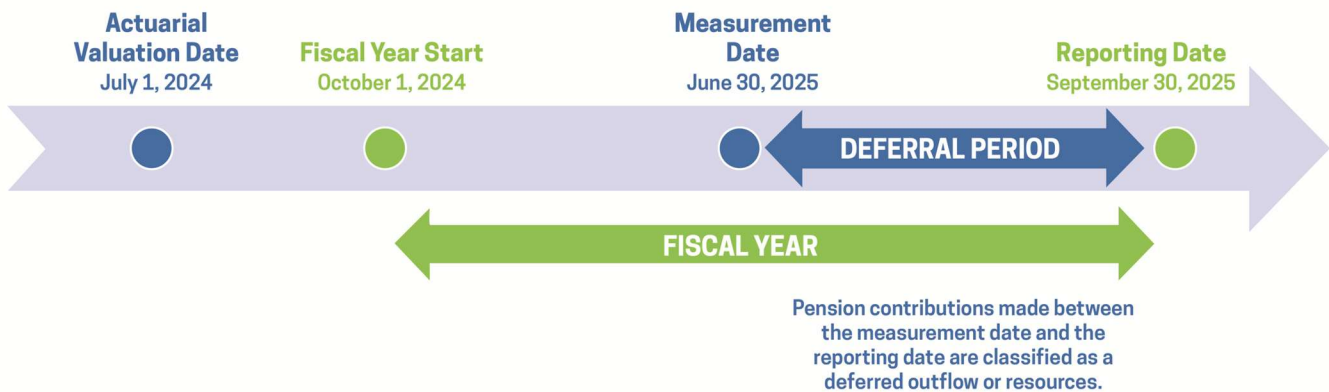 Actuarial
Valuation Date
July 1, 2024
Fiscal Year Start
October 1, 2024
Measurement
Date
June 30, 2025
Reporting Date
September 30, 2025
DEFERRAL PERIOD
FISCAL YEAR
Pension contributions made between
the measurement date and the
reporting date are classified as a
deferred outflow or resources.